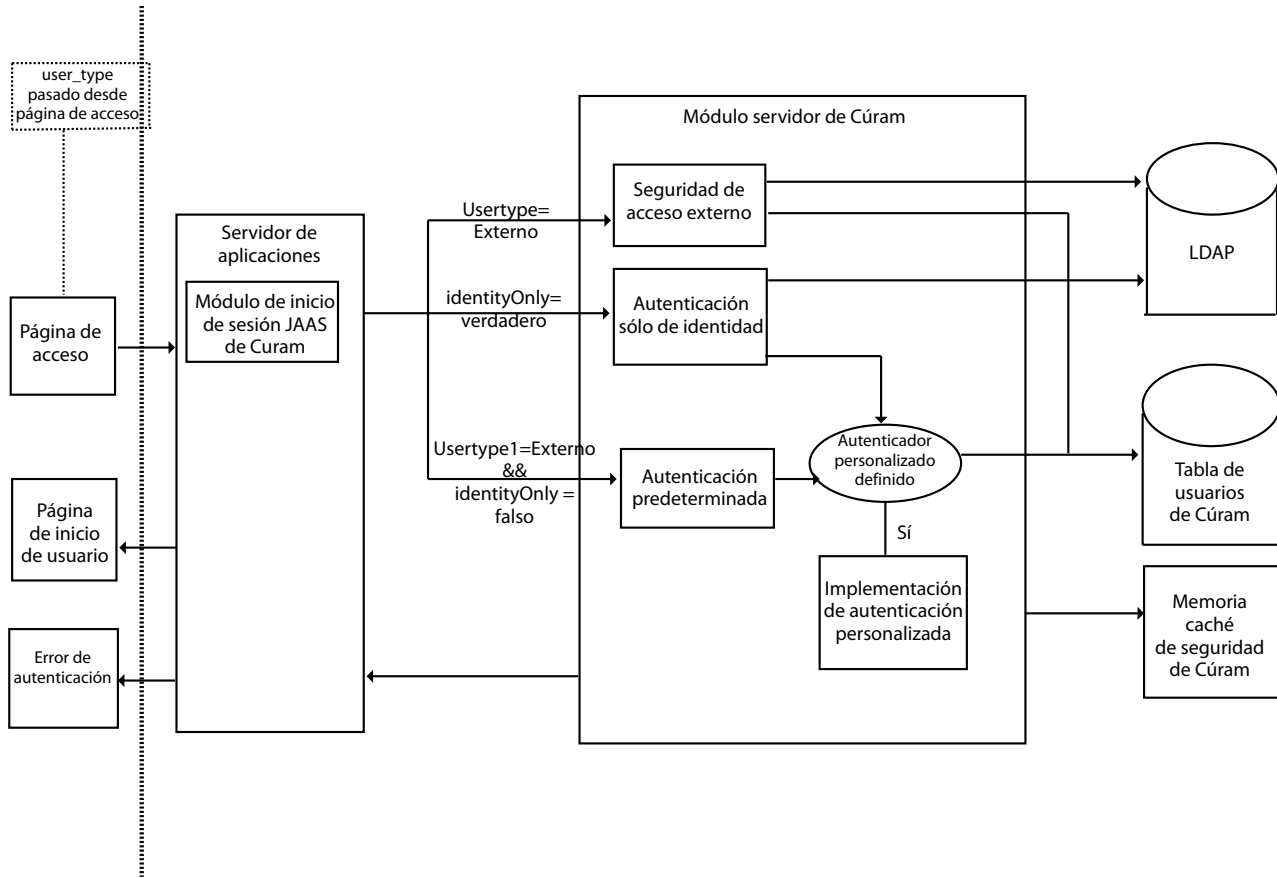 user_type
pasado desde
página de acceso
Módulo servidor de Cúram
Servidor de
aplicaciones
Módulo de inicio
de sesión JAAS
de Curam
Página de
acceso
Página
de inicio
de usuario
Error de
autenticación
Usertype=
Externo
identityOnly=
verdadero
Usertype1=Externo
&&
identityOnly =
falso
Seguridad de
acceso externo
Autenticación
sólo de identidad
Autenticación
predeterminada
Autenticador
personalizado
definido
Sí
Implementación
de autenticación
personalizada
LDAP
Tabla de
usuarios
de Cúram
Memoria
caché
de seguridad
de Cúram